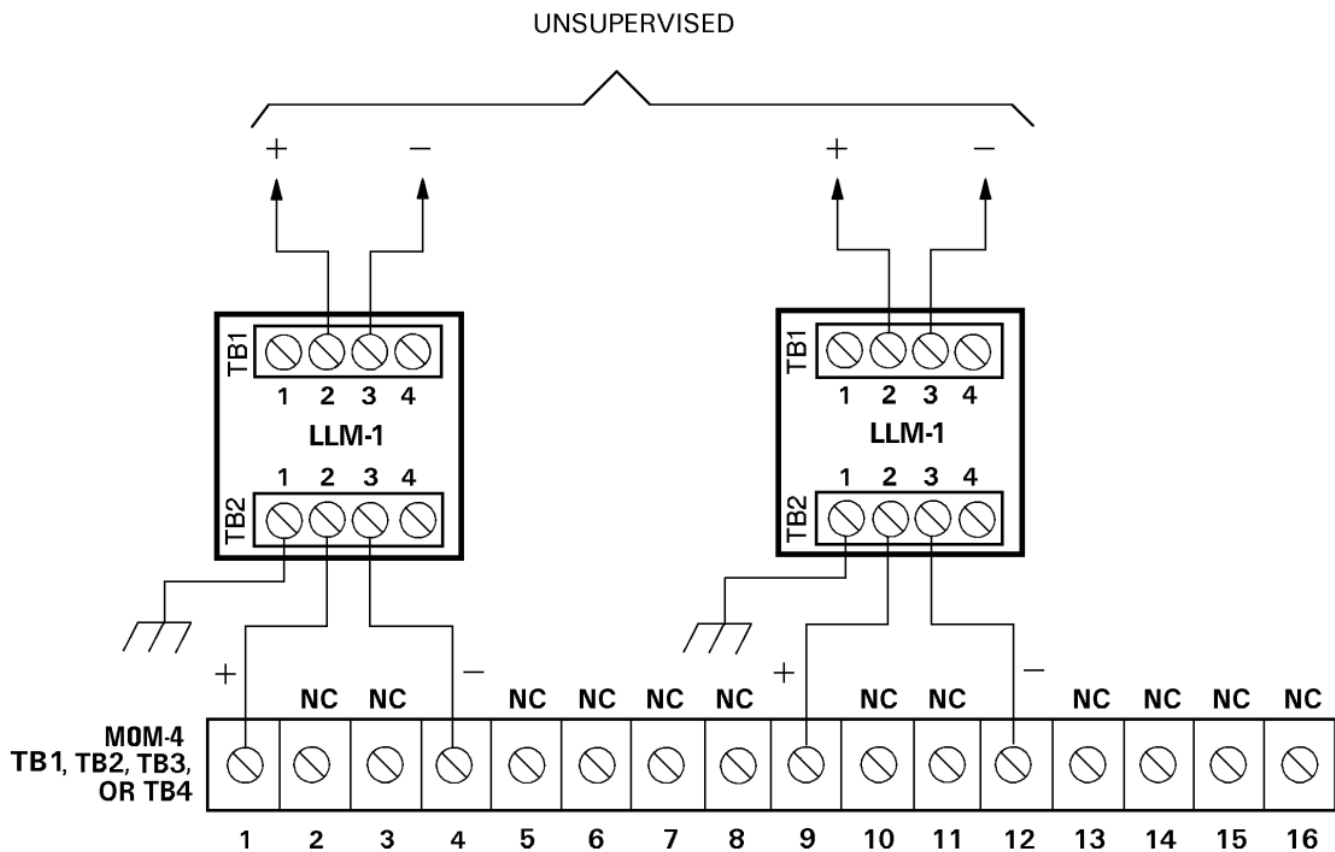 UNSUPERVISED
+ − + −
TB1 TB1
1 2 3 4 1 2 3 4
LLM-1 LLM-1
1 2 3 4 1 2 3 4
TB2 TB2
+ − + −
NC NC NC NC NC NC NC NC NC NC NC NC
MOM-4
TB1, TB2, TB3,
OR TB4
1 2 3 4 5 6 7 8 9 10 11 12 13 14 15 16